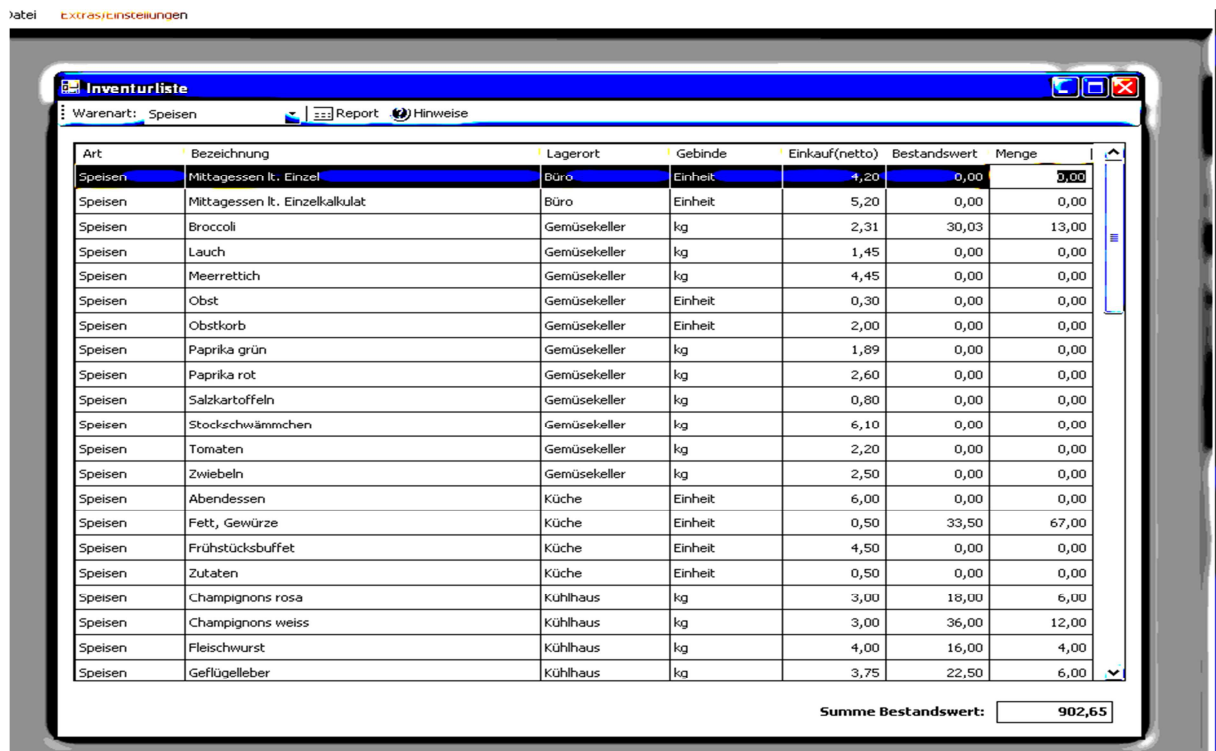 Datei Extras/Einstellungen
Inventurliste
Warenart: Speisen Report Hinweise
Art Bezeichnung Lagerort Gebinde Einkauf(netto) Bestandswert Menge
Speisen Mittagessen lt. Einzel Büro Einheit 4,20 0,00 0,00
Speisen Mittagessen lt. Einzelkalkulat Büro Einheit 5,20 0,00 0,00
Speisen Broccoli Gemüsekeller kg 2,31 30,03 13,00
Speisen Lauch Gemüsekeller kg 1,45 0,00 0,00
Speisen Meerrettich Gemüsekeller kg 4,45 0,00 0,00
Speisen Obst Gemüsekeller Einheit 0,30 0,00 0,00
Speisen Obstkorb Gemüsekeller Einheit 2,00 0,00 0,00
Speisen Paprika grün Gemüsekeller kg 1,89 0,00 0,00
Speisen Paprika rot Gemüsekeller kg 2,60 0,00 0,00
Speisen Salzkartoffeln Gemüsekeller kg 0,80 0,00 0,00
Speisen Stockschwämmchen Gemüsekeller kg 6,10 0,00 0,00
Speisen Tomaten Gemüsekeller kg 2,20 0,00 0,00
Speisen Zwiebeln Gemüsekeller kg 2,50 0,00 0,00
Speisen Abendessen Küche Einheit 6,00 0,00 0,00
Speisen Fett, Gewürze Küche Einheit 0,50 33,50 67,00
Speisen Frühstücksbuffet Küche Einheit 4,50 0,00 0,00
Speisen Zutaten Küche Einheit 0,50 0,00 0,00
Speisen Champignons rosa Kühlhaus kg 3,00 18,00 6,00
Speisen Champignons weiss Kühlhaus kg 3,00 36,00 12,00
Speisen Fleischwurst Kühlhaus kg 4,00 16,00 4,00
Speisen Geflügelleber Kühlhaus kg 3,75 22,50 6,00
Summe Bestandswert: 902,65